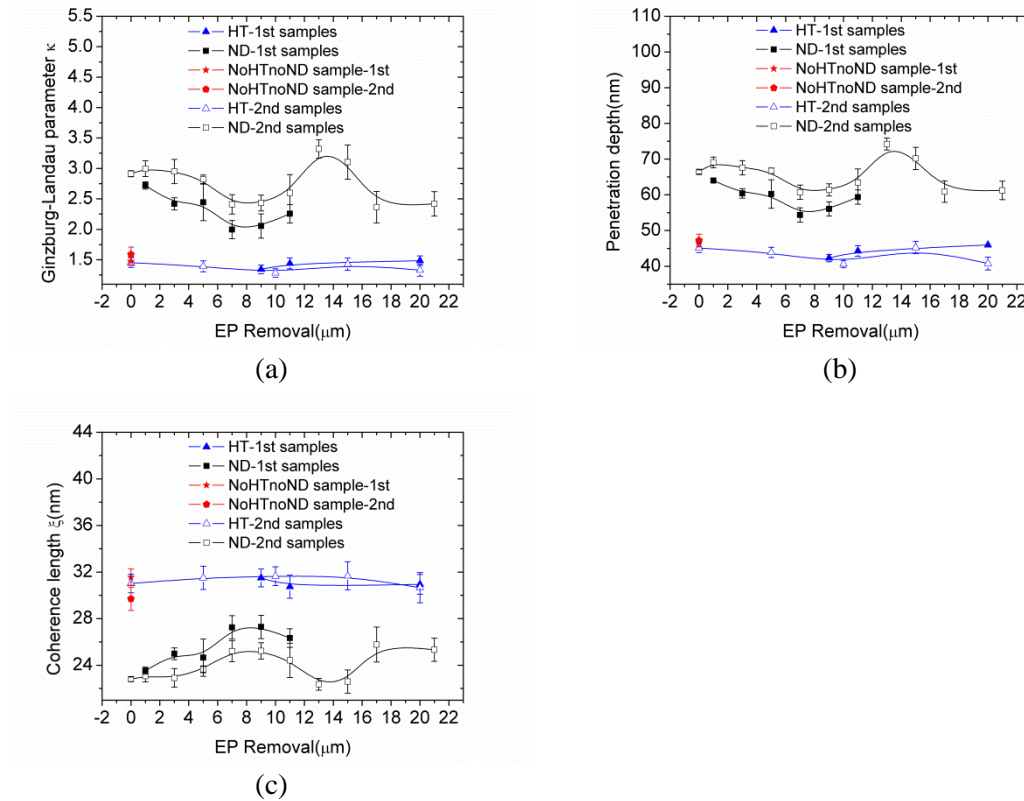 Ginzburg-Landau parameter κ
5.5
5.0
4.5
4.0
3.5
3.0
2.5
2.0
1.5
HT-1st samples
ND-1st samples
NoHTnoND sample-1st
NoHTnoND sample-2nd
HT-2nd samples
ND-2nd samples
-2 0 2 4 6 8 10 12 14 16 18 20 22
EP Removal(μm)
(a)
Penetration depth(nm)
110
100
90
80
70
60
50
40
HT-1st samples
ND-1st samples
NoHTnoND sample-1st
NoHTnoND sample-2nd
HT-2nd samples
ND-2nd samples
-2 0 2 4 6 8 10 12 14 16 18 20 22
EP Removal(μm)
(b)
Coherence length ξ(nm)
44
40
36
32
28
24
HT-1st samples
ND-1st samples
NoHTnoND sample-1st
NoHTnoND sample-2nd
HT-2nd samples
ND-2nd samples
-2 0 2 4 6 8 10 12 14 16 18 20 22
EP Removal(μm)
(c)